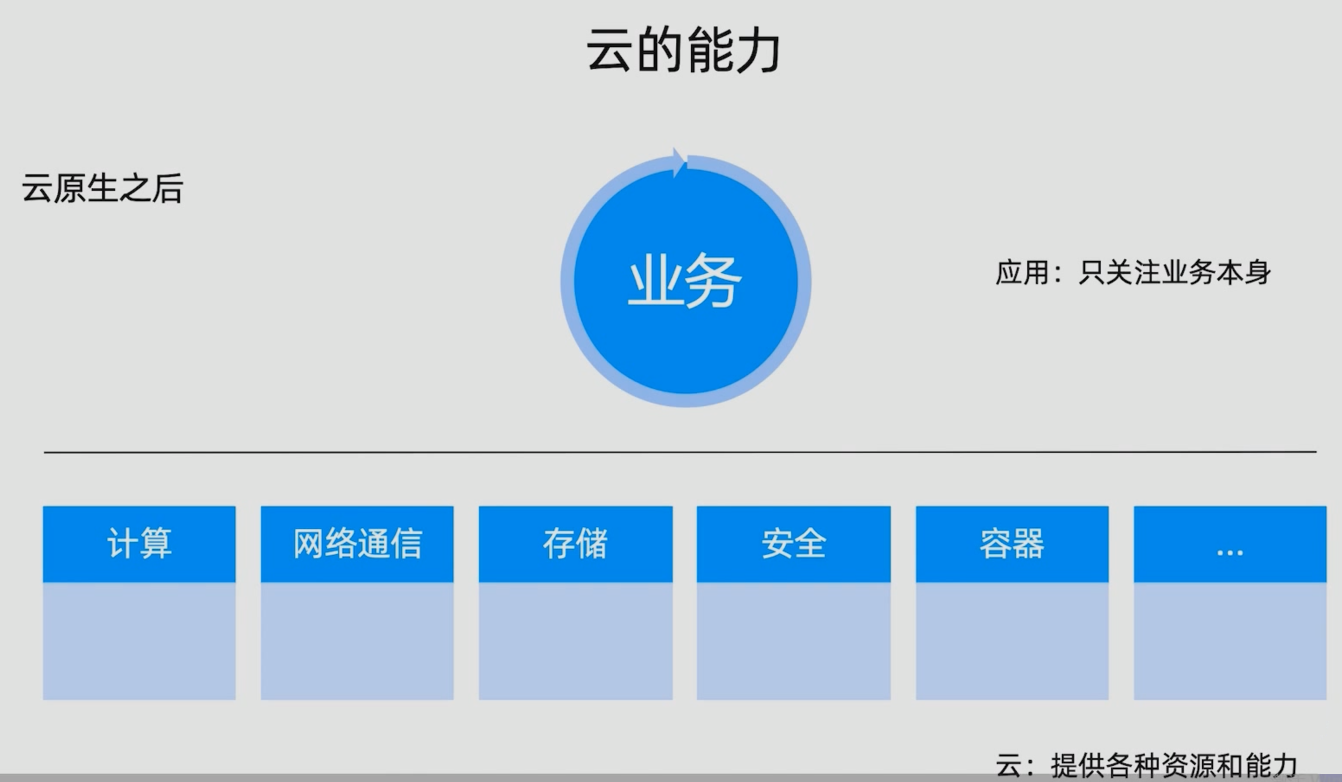 云的能力
云原生之后
业务
应用：只关注业务本身
计算
网络通信
存储
安全
容器
...
云：提供各种资源和能力